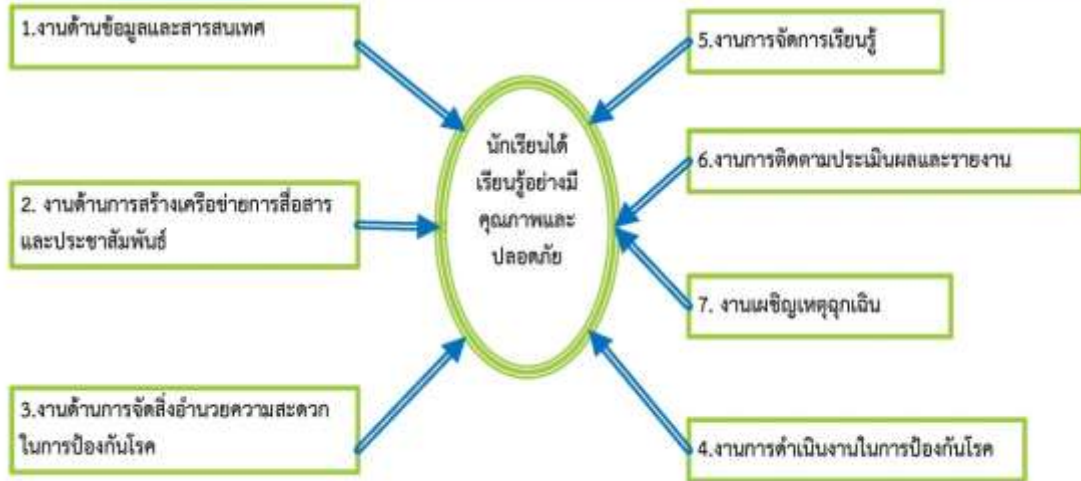 1.งานด้านข้อมูลและสารสนเทศ
2. งานด้านการสร้างเครือข่ายการสื่อสาร
และประชาสัมพันธ์
3.งานด้านการจัดสิ่งอำนวยความสะดวก
ในการป้องกันโรค
นักเรียนได้
เรียนรู้อย่างมี
คุณภาพและ
ปลอดภัย
5.งานการจัดการเรียนรู้
6.งานการติดตามประเมินผลและรายงาน
7. งานเผชิญเหตุฉุกเฉิน
4.งานการดำเนินงานในการป้องกันโรค